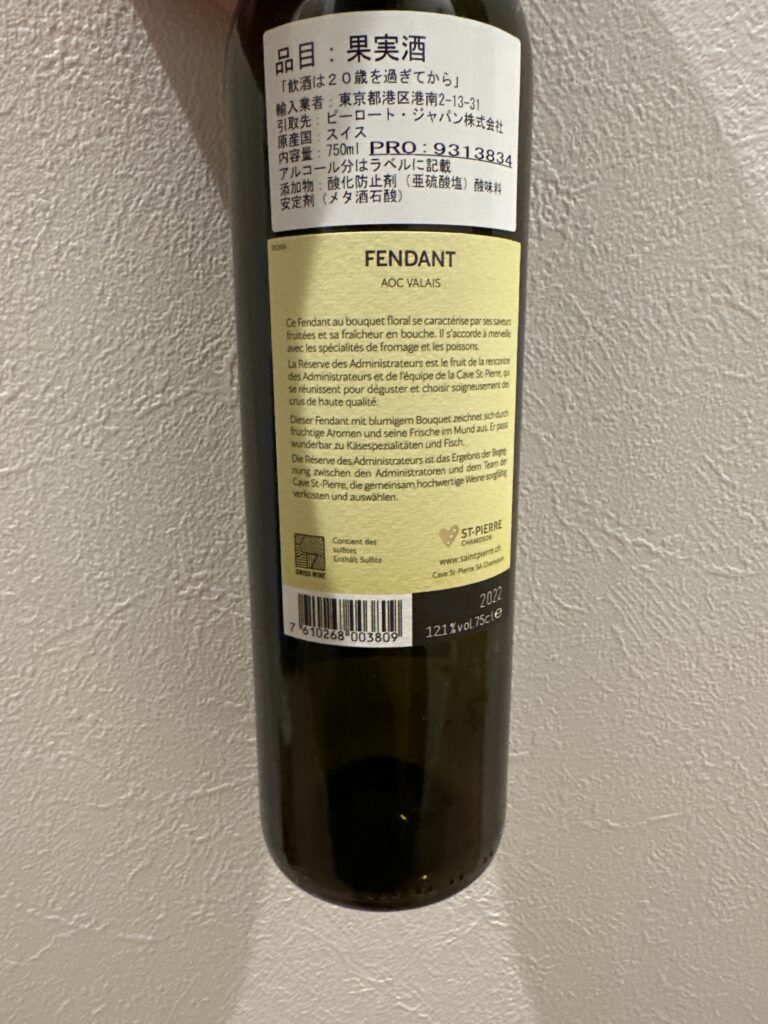 品目：果実酒
「飲酒は２０歳を過ぎてから」
輸入業者：東京都港区港南2-13-31
引取先：ピーロート・ジャパン株式会社
原産国：スイス
内容量：750ml PRO:9313834
アルコール分はラベルに記載
添加物：酸化防止剤（亜硫酸塩）酸味料
安定剤（メタ酒石酸）
FENDANT
AOC VALAIS
Ce Fendant au bouquet floral se caractérise par ses saveurs
fruitées et sa fraîcheur en bouche. Il s'accorde à merveille
avec les spécialités de fromage et les poissons.
La Réserve des Administrateurs est le fruit de la rencontre
des Administrateurs et de l'équipe de la Cave St-Pierre, qui
se réunissent pour déguster et choisir soigneusement des
crus de haute qualité.
Dieser Fendant mit blumigem Bouquet zeichnet sich durch
fruchtige Aromen und seine Frische im Mund aus. Er passt
wunderbar zu Käsespezialitäten und Fisch.
Die Réserve des Administrateurs ist das Ergebnis der Begeg-
nung zwischen den Administratoren und dem Team der
Cave St-Pierre, die gemeinsam hochwertige Weine sorgfältig
verkosten und auswählen.
Contient des
sulfites
Enthält Sulfite
SWISS WINE
ST-PIERRE
CHAMOSON
www.saintpierre.ch
Cave St-Pierre SA Chamoson
7 610268 003809
2022
12.1%vol.75cl e